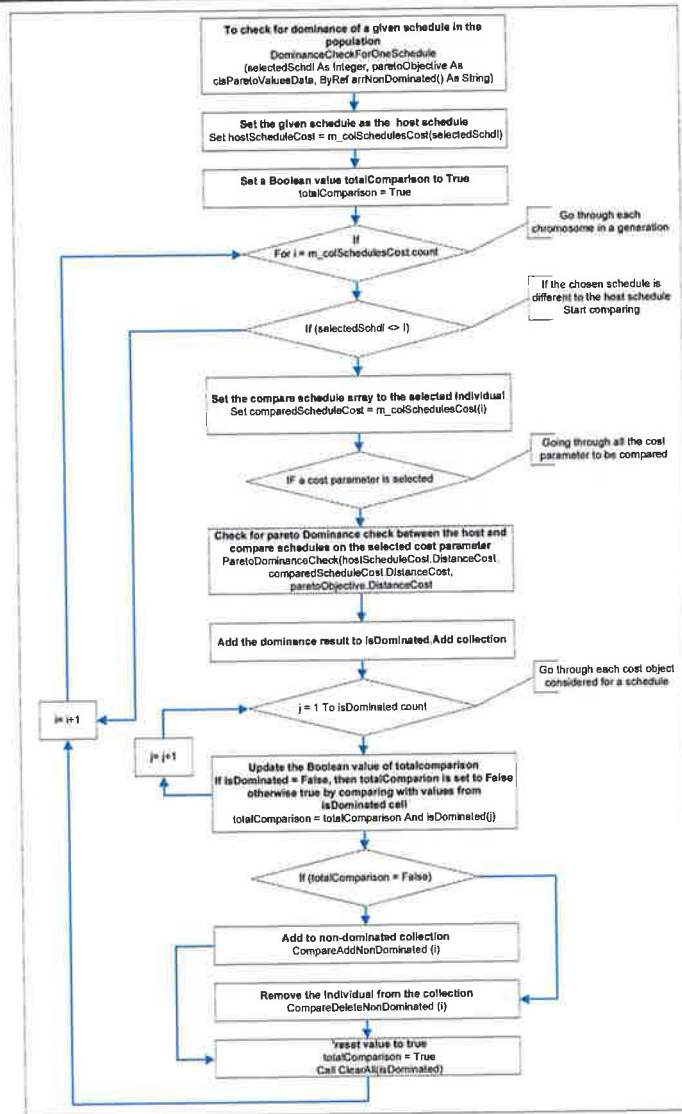 To check for dominance of a given schedule in the
population
DominanceCheckForOneSchedule
(selectedSchdl As Integer, paretoObjective As
clsParetoValuesData, ByRef arrNonDominated() As String)
Set the given schedule as the host schedule
Set hostScheduleCost = m_colSchedulesCost(selectedSchdl)
Set a Boolean value totalComparison to True
totalComparison = True
If
For i = m_colSchedulesCost.count
Go through each
chromosome in a generation
If (selectedSchdl <> i)
If the chosen schedule is
different to the host schedule
Start comparing
Set the compare schedule array to the selected individual
Set comparedScheduleCost = m_colSchedulesCost(i)
IF a cost parameter is selected
Going through all the cost
parameter to be compared
Check for pareto Dominance check between the host and
compare schedules on the selected cost parameter
ParetoDominanceCheck(hostScheduleCost.DistanceCost,
comparedScheduleCost.DistanceCost,
paretoObjective.DistanceCost
Add the dominance result to isDominated.Add collection
j = 1 To isDominated count
Go through each cost object
considered for a schedule
i= i+1
j= j+1
Update the Boolean value of totalcomparison
If isDominated = False, then totalComparion is set to False
otherwise true by comparing with values from
isDominated cell
totalComparison = totalComparison And isDominated(j)
If (totalComparison = False)
Add to non-dominated collection
CompareAddNonDominated (i)
Remove the individual from the collection
CompareDeleteNonDominated (i)
'reset value to true
totalComparison = True
Call ClearAll(isDominated)